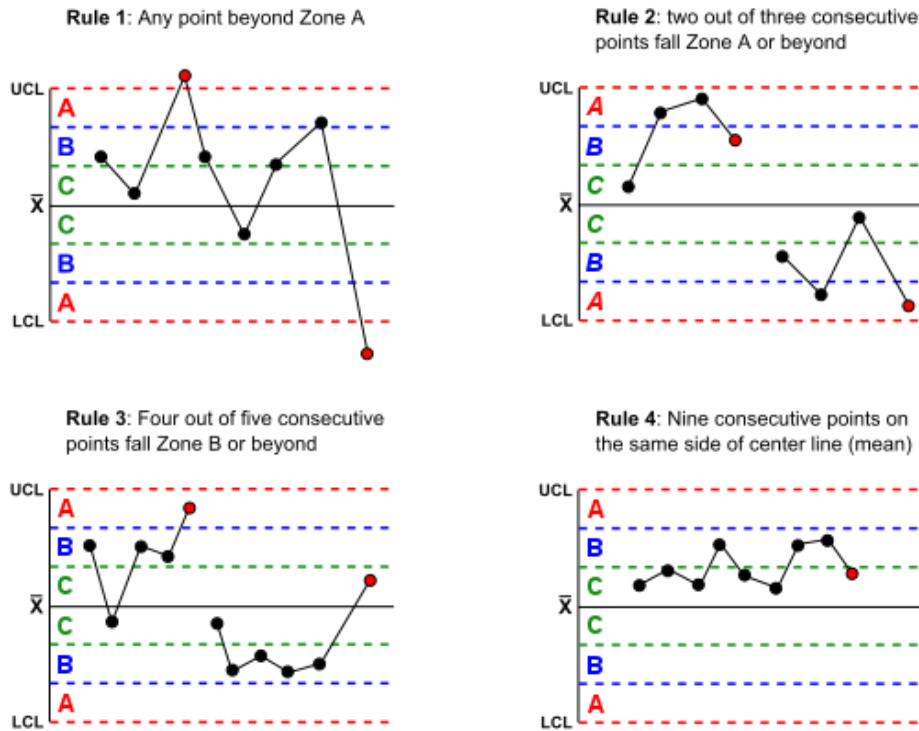 Rule 1: Any point beyond Zone A
UCL
A
B
C
X̅
C
B
A
LCL
Rule 2: two out of three consecutive
points fall Zone A or beyond
UCL
A
B
C
X̅
C
B
A
LCL
Rule 3: Four out of five consecutive
points fall Zone B or beyond
UCL
A
B
C
X̅
C
B
A
LCL
Rule 4: Nine consecutive points on
the same side of center line (mean)
UCL
A
B
C
X̅
C
B
A
LCL